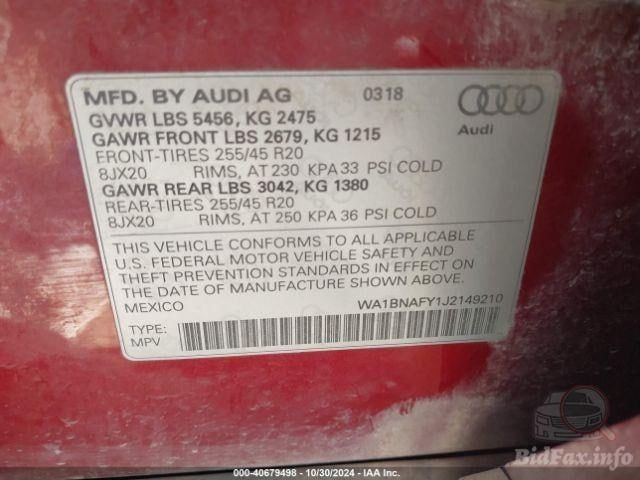 MFD. BY AUDI AG 0318
GVWR LBS 5456, KG 2475
GAWR FRONT LBS 2679, KG 1215
FRONT-TIRES 255/45 R20
8JX20 RIMS, AT 230 KPA 33 PSI COLD
GAWR REAR LBS 3042, KG 1380
REAR-TIRES 255/45 R20
8JX20 RIMS, AT 250 KPA 36 PSI COLD
Audi
THIS VEHICLE CONFORMS TO ALL APPLICABLE
U.S. FEDERAL MOTOR VEHICLE SAFETY AND
THEFT PREVENTION STANDARDS IN EFFECT ON
THE DATE OF MANUFACTURE SHOWN ABOVE.
MEXICO WA1BNAFY1J2149210
TYPE:
MPV
BidFax.info
000-40679498 - 10/30/2024 - IAA Inc.